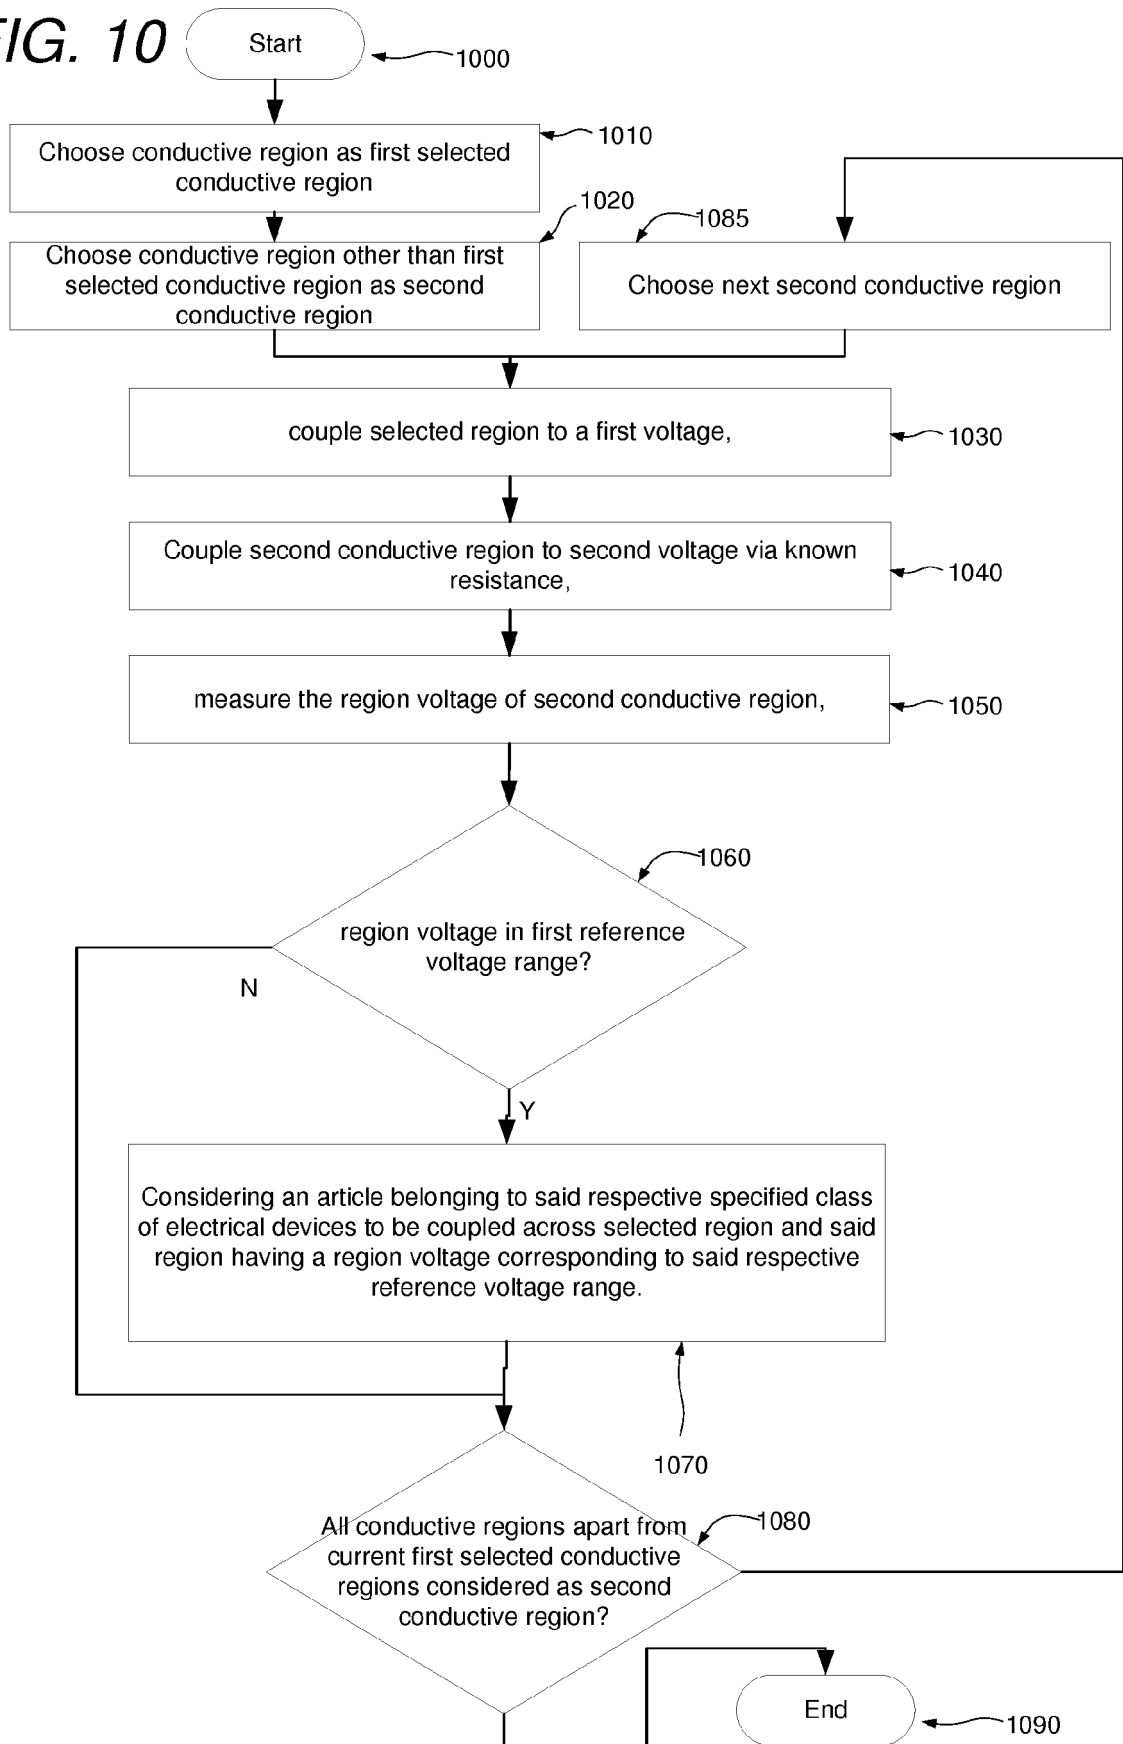 FIG. 10
Start
1000
Choose conductive region as first selected
conductive region
1010
1020
Choose conductive region other than first
selected conductive region as second
conductive region
1085
Choose next second conductive region
couple selected region to a first voltage,
1030
Couple second conductive region to second voltage via known
resistance,
1040
measure the region voltage of second conductive region,
1050
1060
region voltage in first reference
voltage range?
N
Y
Considering an article belonging to said respective specified class
of electrical devices to be coupled across selected region and said
region having a region voltage corresponding to said respective
reference voltage range.
1070
1080
All conductive regions apart from
current first selected conductive
regions considered as second
conductive region?
End
1090